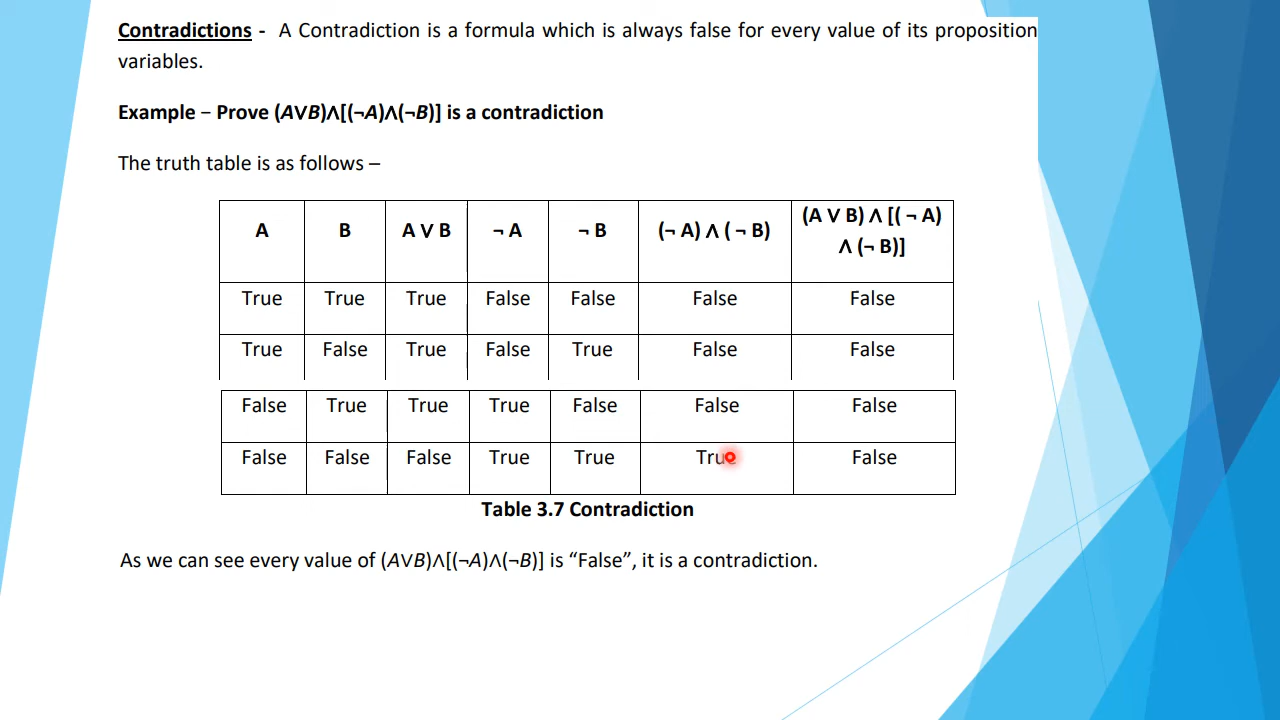 Contradictions - A Contradiction is a formula which is always false for every value of its proposition
variables.
Example − Prove (A∨B)∧[(¬A)∧(¬B)] is a contradiction
The truth table is as follows –
A B A ∨ B ¬ A ¬ B (¬ A) ∧ ( ¬ B) (A ∨ B) ∧ [( ¬ A)
∧ (¬ B)]
True True True False False False False
True False True False True False False
False True True True False False False
False False False True True True False
Table 3.7 Contradiction
As we can see every value of (A∨B)∧[(¬A)∧(¬B)] is “False”, it is a contradiction.